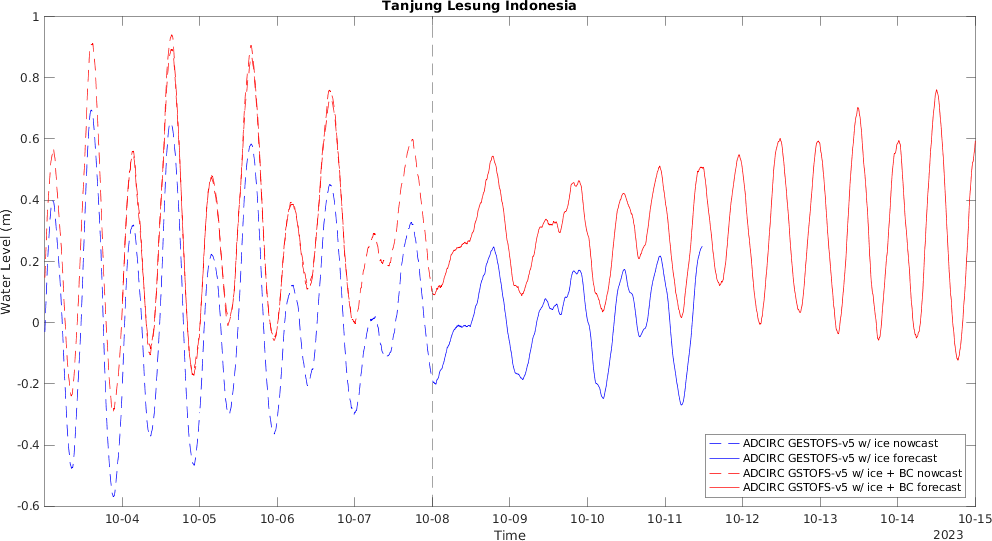 Tanjung Lesung Indonesia
1
0.8
0.6
0.4
0.2
0
-0.2
-0.4
-0.6
Water Level (m)
10-04 10-05 10-06 10-07 10-08 10-09 10-10 10-11 10-12 10-13 10-14 10-15
Time
2023
ADCIRC GESTOFS-v5 w/ ice nowcast
ADCIRC GESTOFS-v5 w/ ice forecast
ADCIRC GSTOFS-v5 w/ ice + BC nowcast
ADCIRC GSTOFS-v5 w/ ice + BC forecast